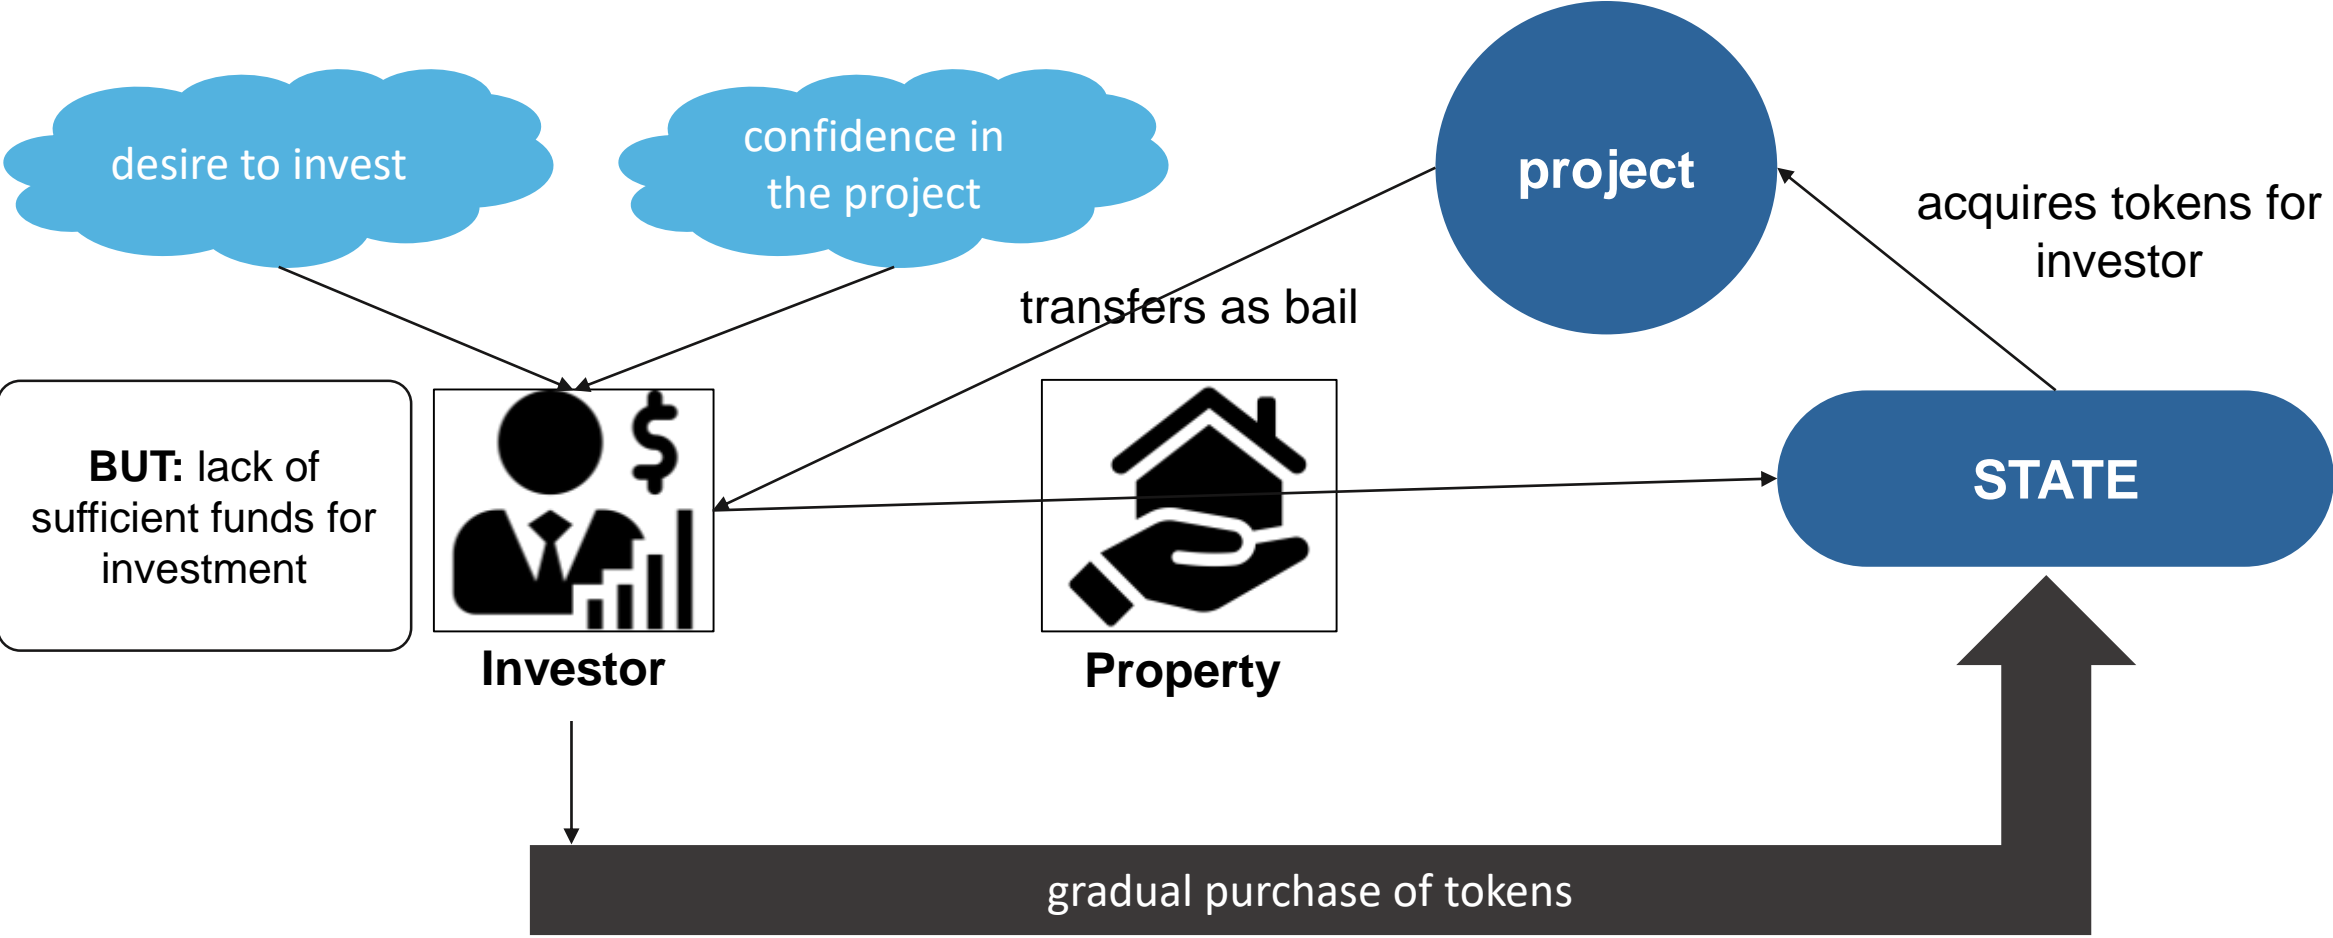 desire to invest
confidence in
the project
project
acquires tokens for
investor
transfers as bail
BUT: lack of
sufficient funds for
investment
STATE
Investor
Property
gradual purchase of tokens